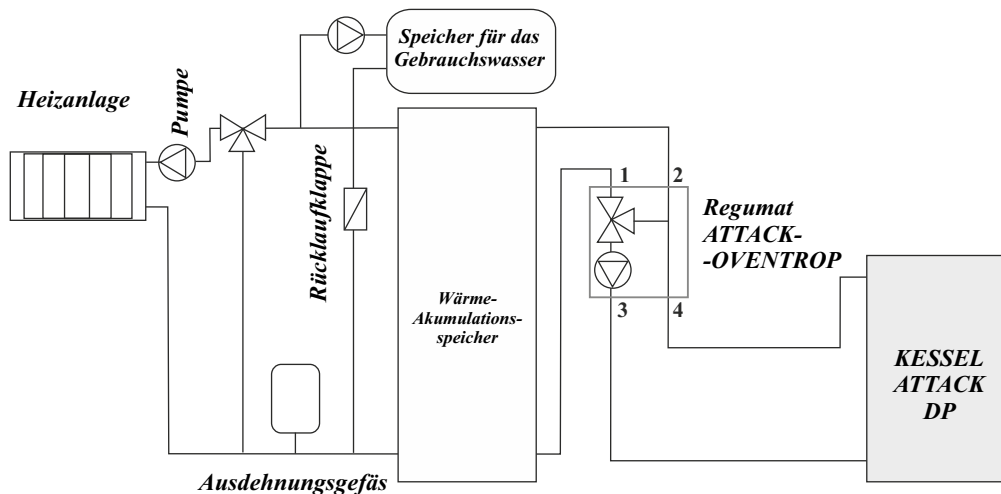 Speicher für das
Gebrauchswasser
Heizanlage
Pumpe
Rücklaufklappe
1 2
Regumat
ATTACK-
-OVENTROP
3 4
Wärme-
Akumulations-
speicher
KESSEL
ATTACK
DP
Ausdehnungsgefäs